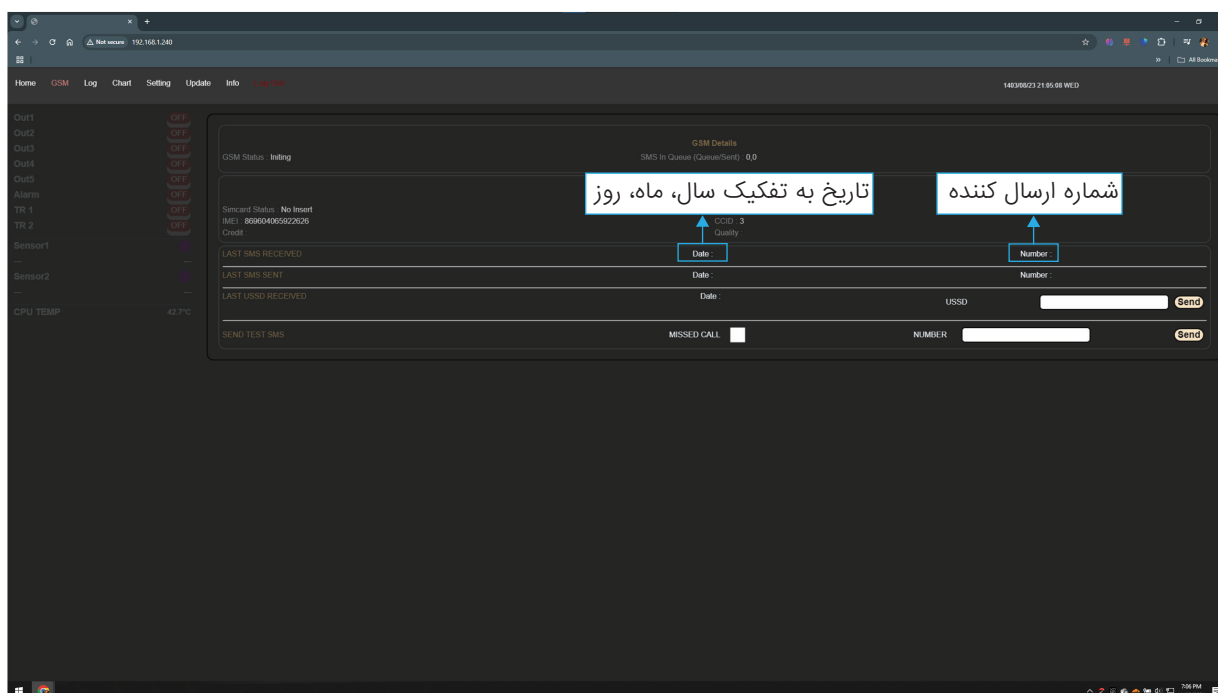 Not secure 192.168.1.240
All Bookma
Home GSM Log Chart Setting Update Info
1403/08/23 21:05:08 WED
Out1 OFF
Out2 OFF
Out3 OFF
Out4 OFF
Out5 OFF
Alarm OFF
TR 1 OFF
TR 2 OFF
Sensor1
--- ---
Sensor2
--- ---
CPU TEMP 42.7°C
GSM Details
GSM Status : Initing SMS In Queue (Queue/Sent) : 0,0
تاریخ به تفکیک سال، ماه، روز
شماره ارسال کننده
Simcard Status : No Insert
IMEI : 869604065922626 CCID : 3
Credit Quality
LAST SMS RECEIVED Date : Number :
LAST SMS SENT Date : Number :
LAST USSD RECEIVED Date : USSD Send
SEND TEST SMS MISSED CALL NUMBER Send
7:06 PM